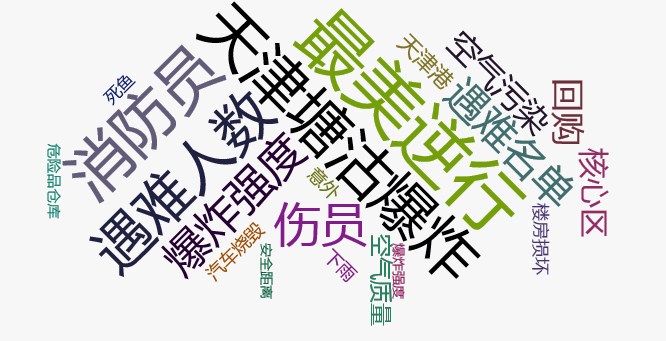 天津塘沽爆炸
最美逆行
消防员
遇难人数
爆炸强度
伤员
遇难名单
空气污染
天津港
回购
核心区
楼房损坏
死鱼
危险品仓库
意外
汽车烧毁
安全距离
下雨
空气质量
爆炸强度